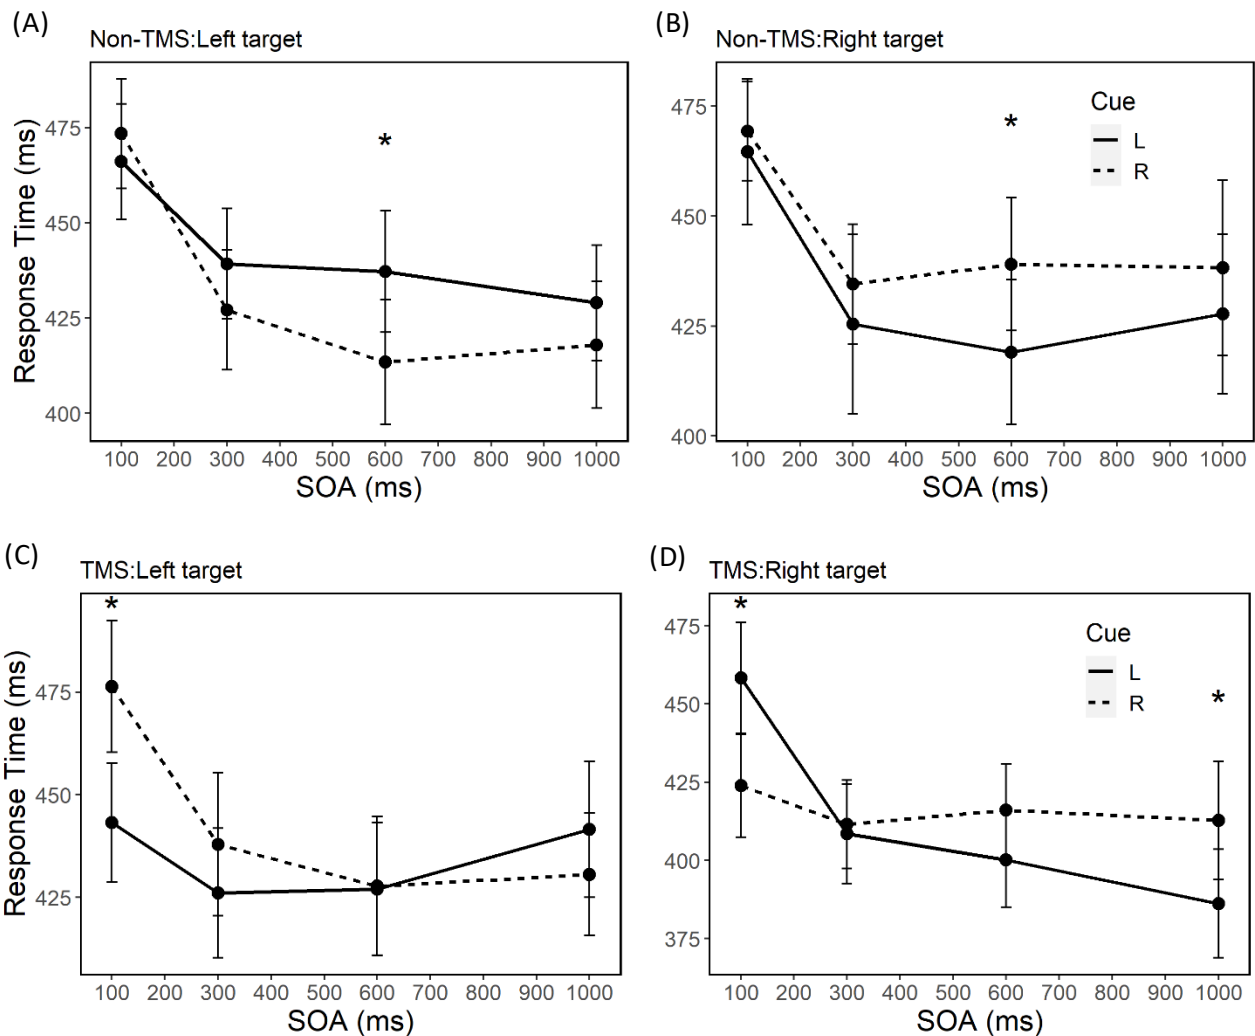 (A)
Non-TMS:Left target
*
Response Time (ms)
475
450
425
400
100 200 300 400 500 600 700 800 900 1000
SOA (ms)
(B)
Non-TMS:Right target
*
Cue
L
R
475
450
425
400
100 200 300 400 500 600 700 800 900 1000
SOA (ms)
(C)
TMS:Left target
*
Response Time (ms)
475
450
425
100 200 300 400 500 600 700 800 900 1000
SOA (ms)
(D)
TMS:Right target
*
Cue
L
R
*
475
450
425
400
375
100 200 300 400 500 600 700 800 900 1000
SOA (ms)